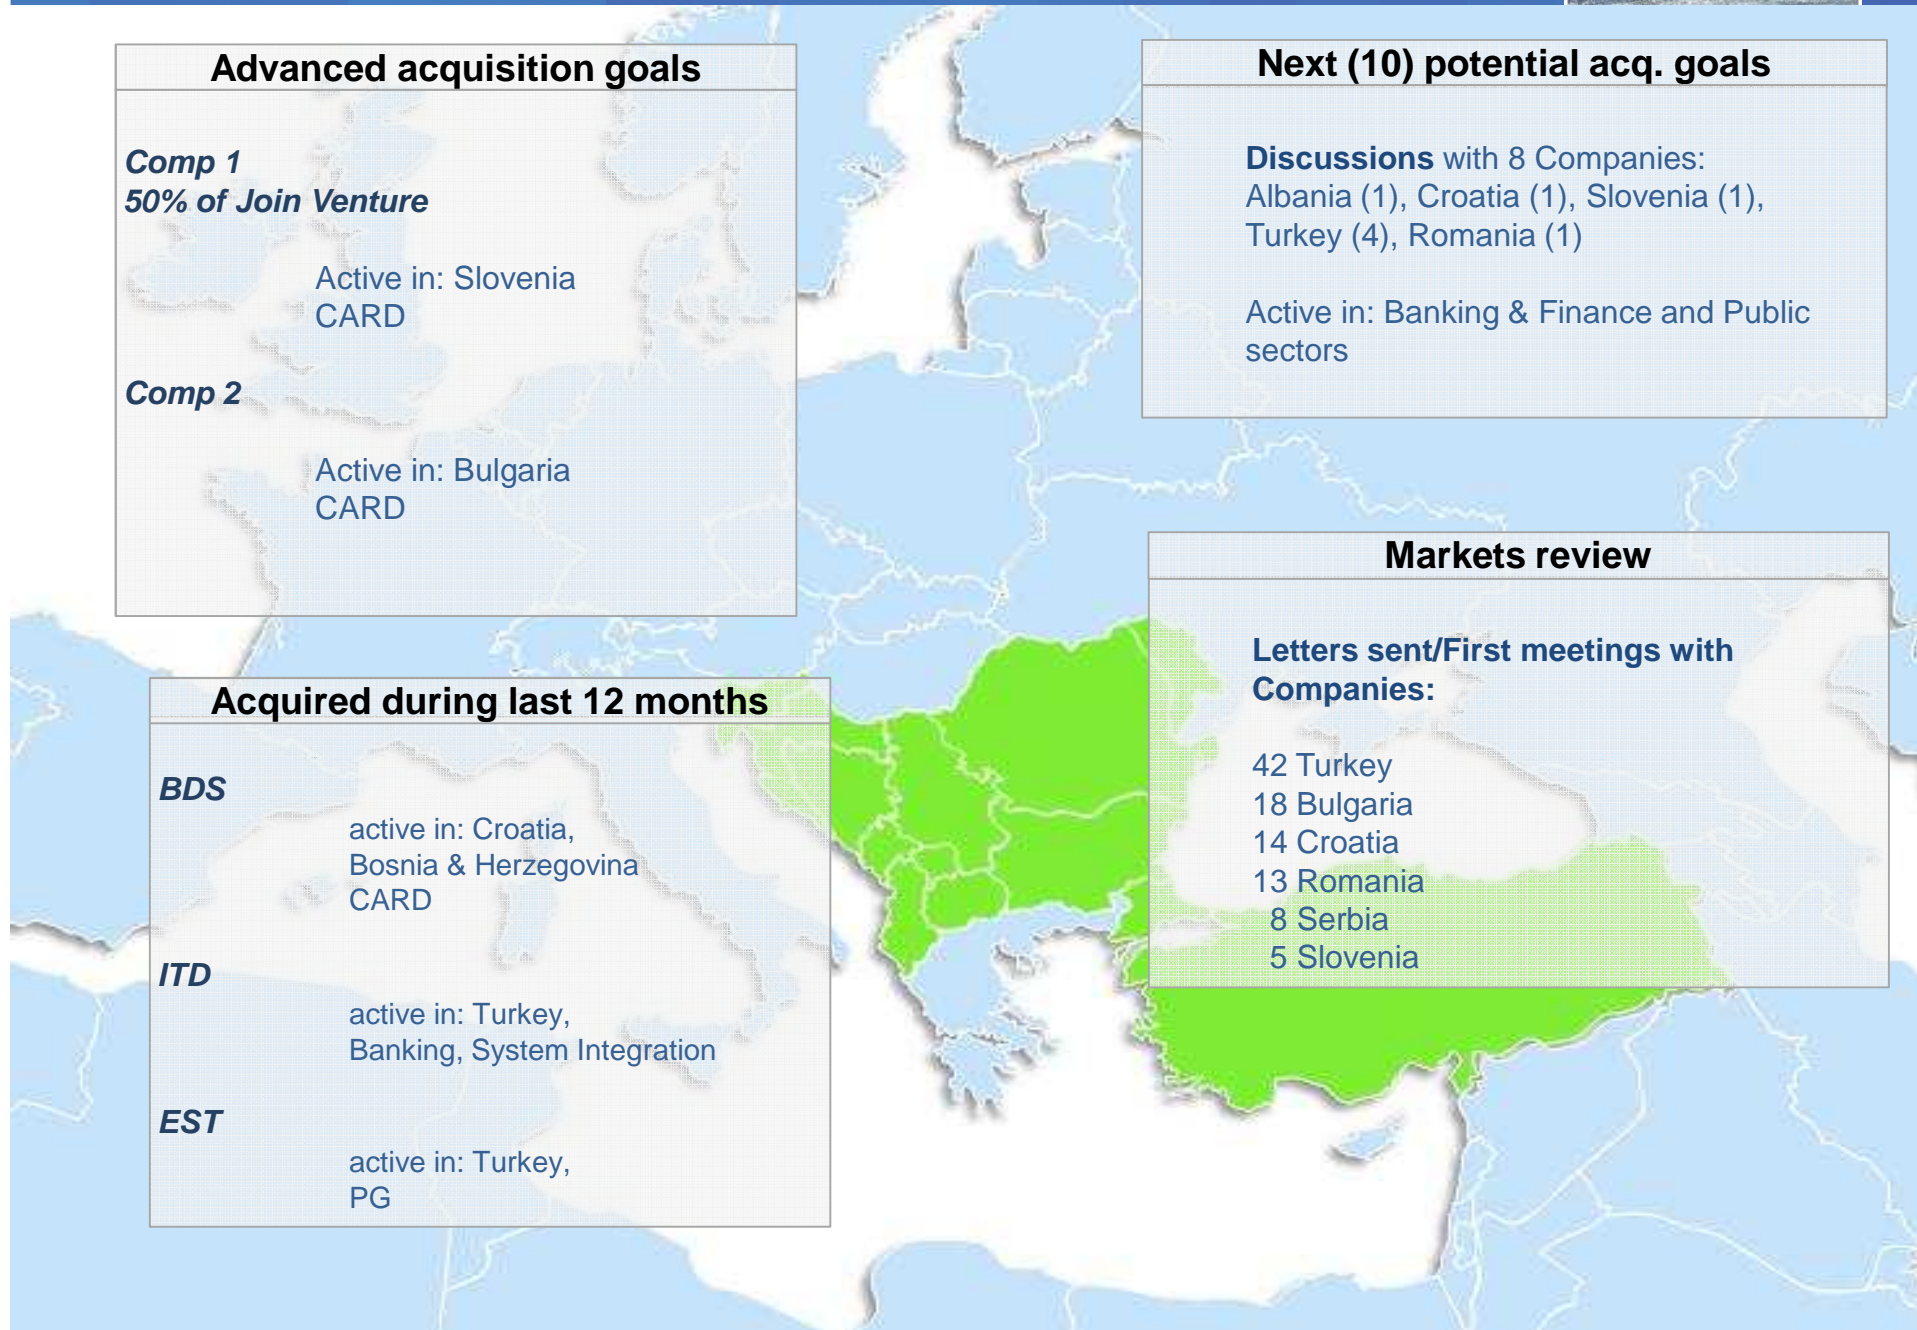 Advanced acquisition goals
Comp 1
50% of Join Venture
Active in: Slovenia
CARD
Comp 2
Active in: Bulgaria
CARD
Next (10) potential acq. goals
Discussions with 8 Companies:
Albania (1), Croatia (1), Slovenia (1),
Turkey (4), Romania (1)
Active in: Banking & Finance and Public
sectors
Acquired during last 12 months
BDS
active in: Croatia,
Bosnia & Herzegovina
CARD
ITD
active in: Turkey,
Banking, System Integration
EST
active in: Turkey,
PG
Markets review
Letters sent/First meetings with
Companies:
42 Turkey
18 Bulgaria
14 Croatia
13 Romania
8 Serbia
5 Slovenia